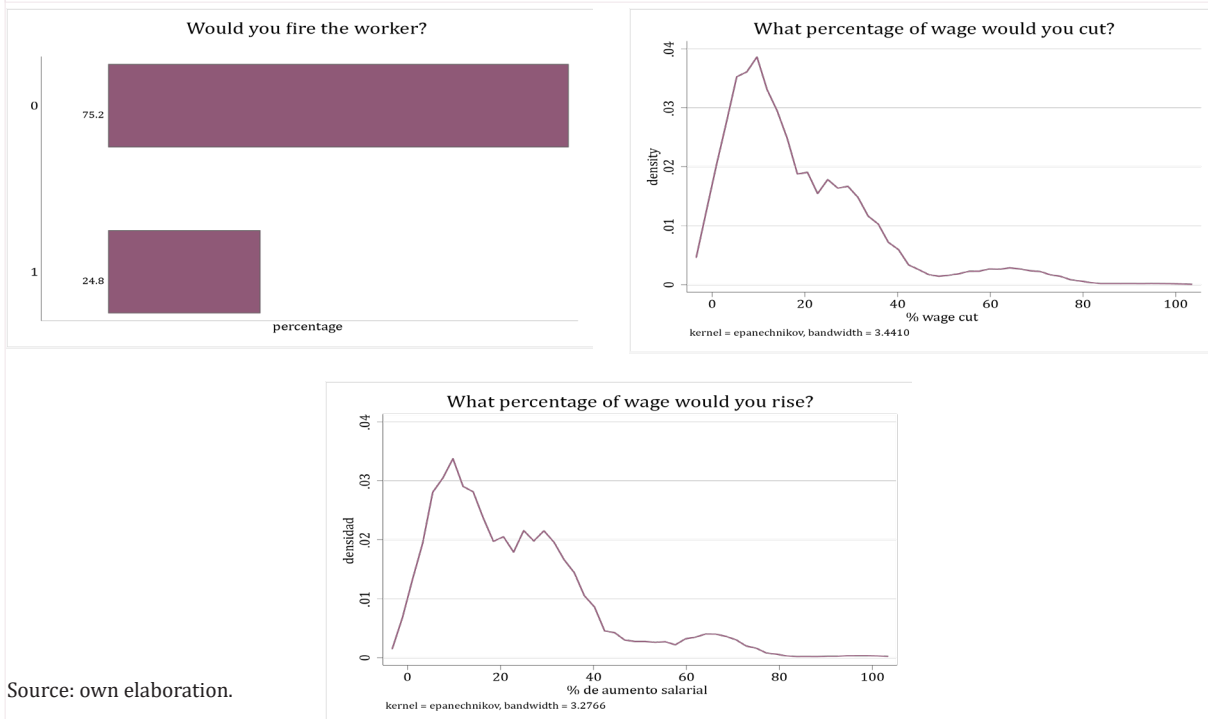 Would you fire the worker?
0
75.2
1
24.8
percentage
What percentage of wage would you cut?
density
.04
.03
.02
.01
0
0 20 40 60 80 100
% wage cut
kernel = epanechnikov, bandwidth = 3.4410
What percentage of wage would you rise?
densidad
.04
.03
.02
.01
0
0 20 40 60 80 100
% de aumento salarial
kernel = epanechnikov, bandwidth = 3.2766
Source: own elaboration.